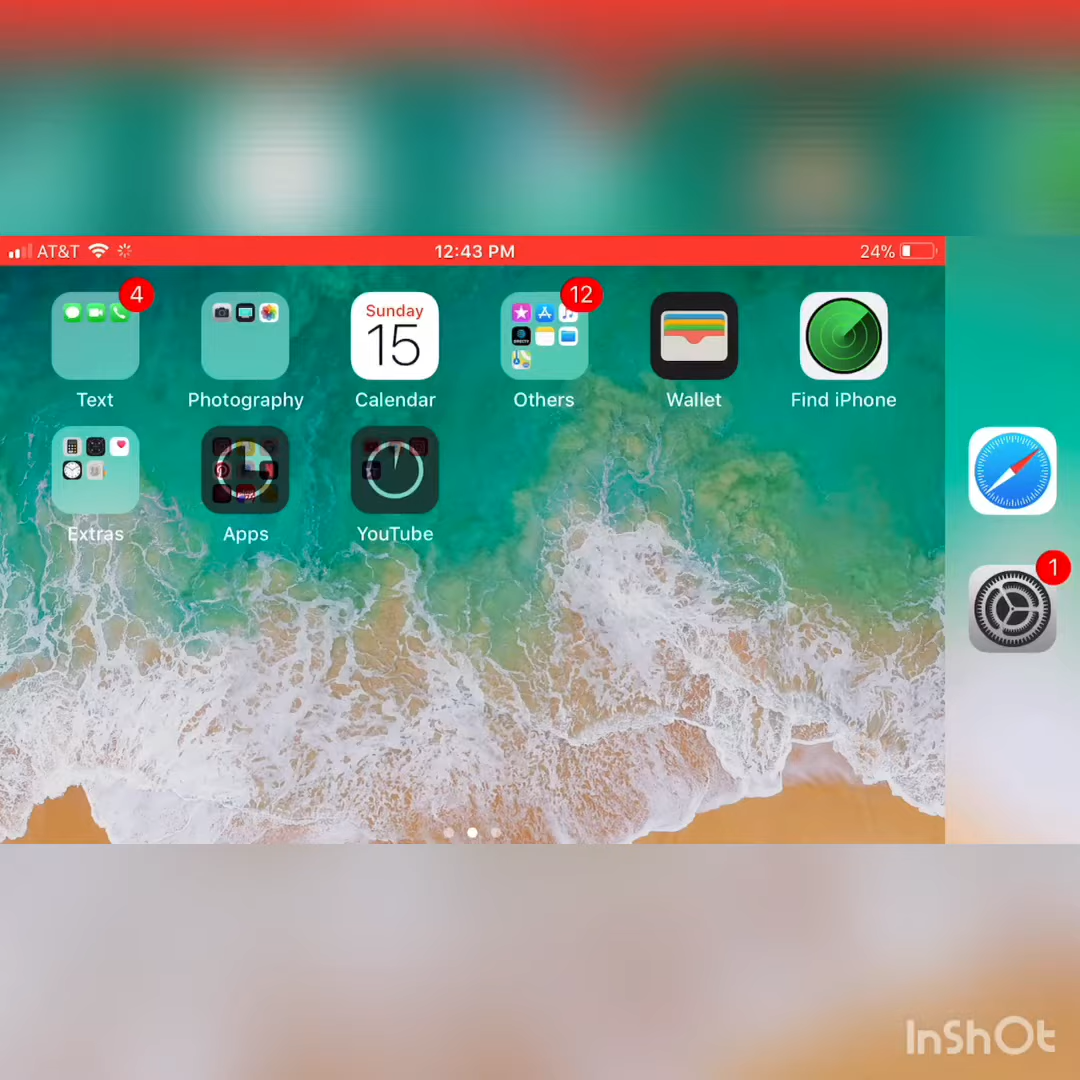 AT&T 12:43 PM 24%
4
12
Sunday
15
Text Photography Calendar Others Wallet Find iPhone
Extras Apps YouTube
1
InShOt